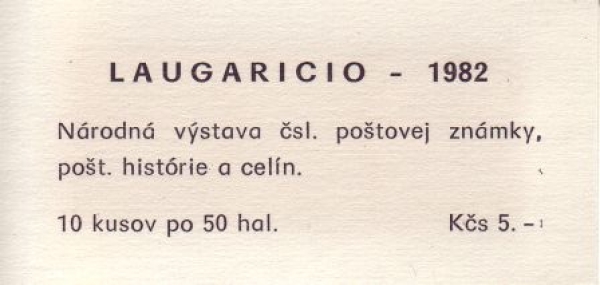 LAUGARICIO - 1982
Národná výstava čsl. poštovej známky,
pošt. histórie a celín.
10 kusov po 50 hal. Kčs 5. -